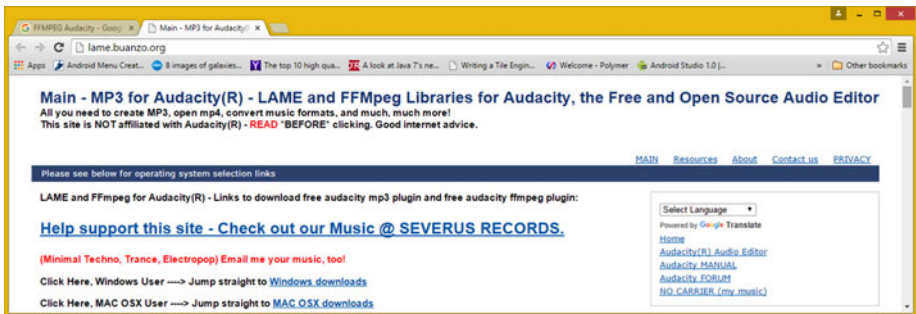 FFMPEG Audacity - Goog
Main - MP3 for Audacity(
lame.buanzo.org
Apps
Android Menu Creat...
8 images of galaxies...
The top 10 high qua...
A look at Java 7's ne...
Writing a Tile Engin...
Welcome - Polymer
Android Studio 1.0 |...
»
Other bookmarks
Main - MP3 for Audacity(R) - LAME and FFMpeg Libraries for Audacity, the Free and Open Source Audio Editor
All you need to create MP3, open mp4, convert music formats, and much, much more!
This site is NOT affiliated with Audacity(R) - READ *BEFORE* clicking. Good internet advice.
MAIN Resources About Contact us PRIVACY
Please see below for operating system selection links
LAME and FFmpeg for Audacity(R) - Links to download free audacity mp3 plugin and free audacity ffmpeg plugin:
Help support this site - Check out our Music @ SEVERUS RECORDS.
(Minimal Techno, Trance, Electropop) Email me your music, too!
Click Here, Windows User ----> Jump straight to Windows downloads
Click Here, MAC OSX User ----> Jump straight to MAC OSX downloads
Select Language
Powered by Google Translate
Home
Audacity(R) Audio Editor
Audacity MANUAL
Audacity FORUM
NO CARRIER (my music)